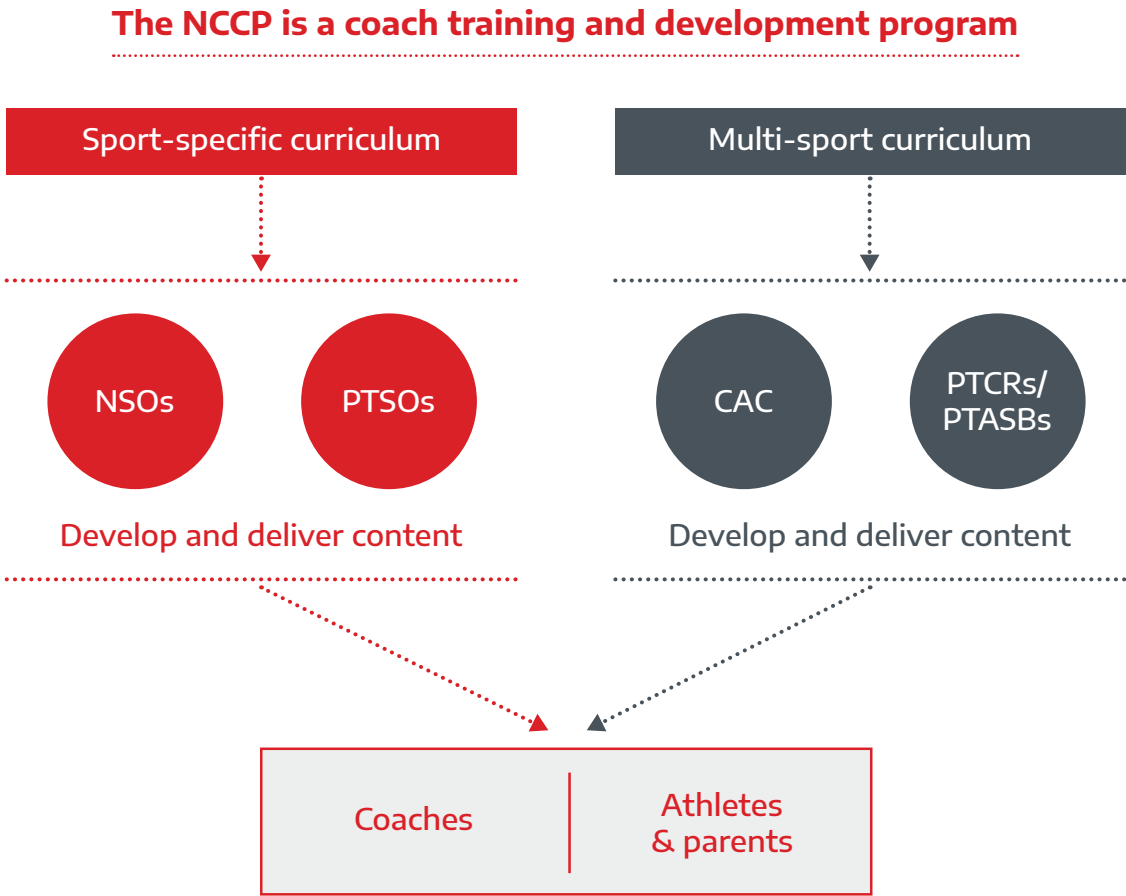 The NCCP is a coach training and development program
Sport-specific curriculum
Multi-sport curriculum
NSOs
PTSOs
CAC
PTCRs/
PTASBs
Develop and deliver content
Develop and deliver content
Coaches
Athletes
& parents